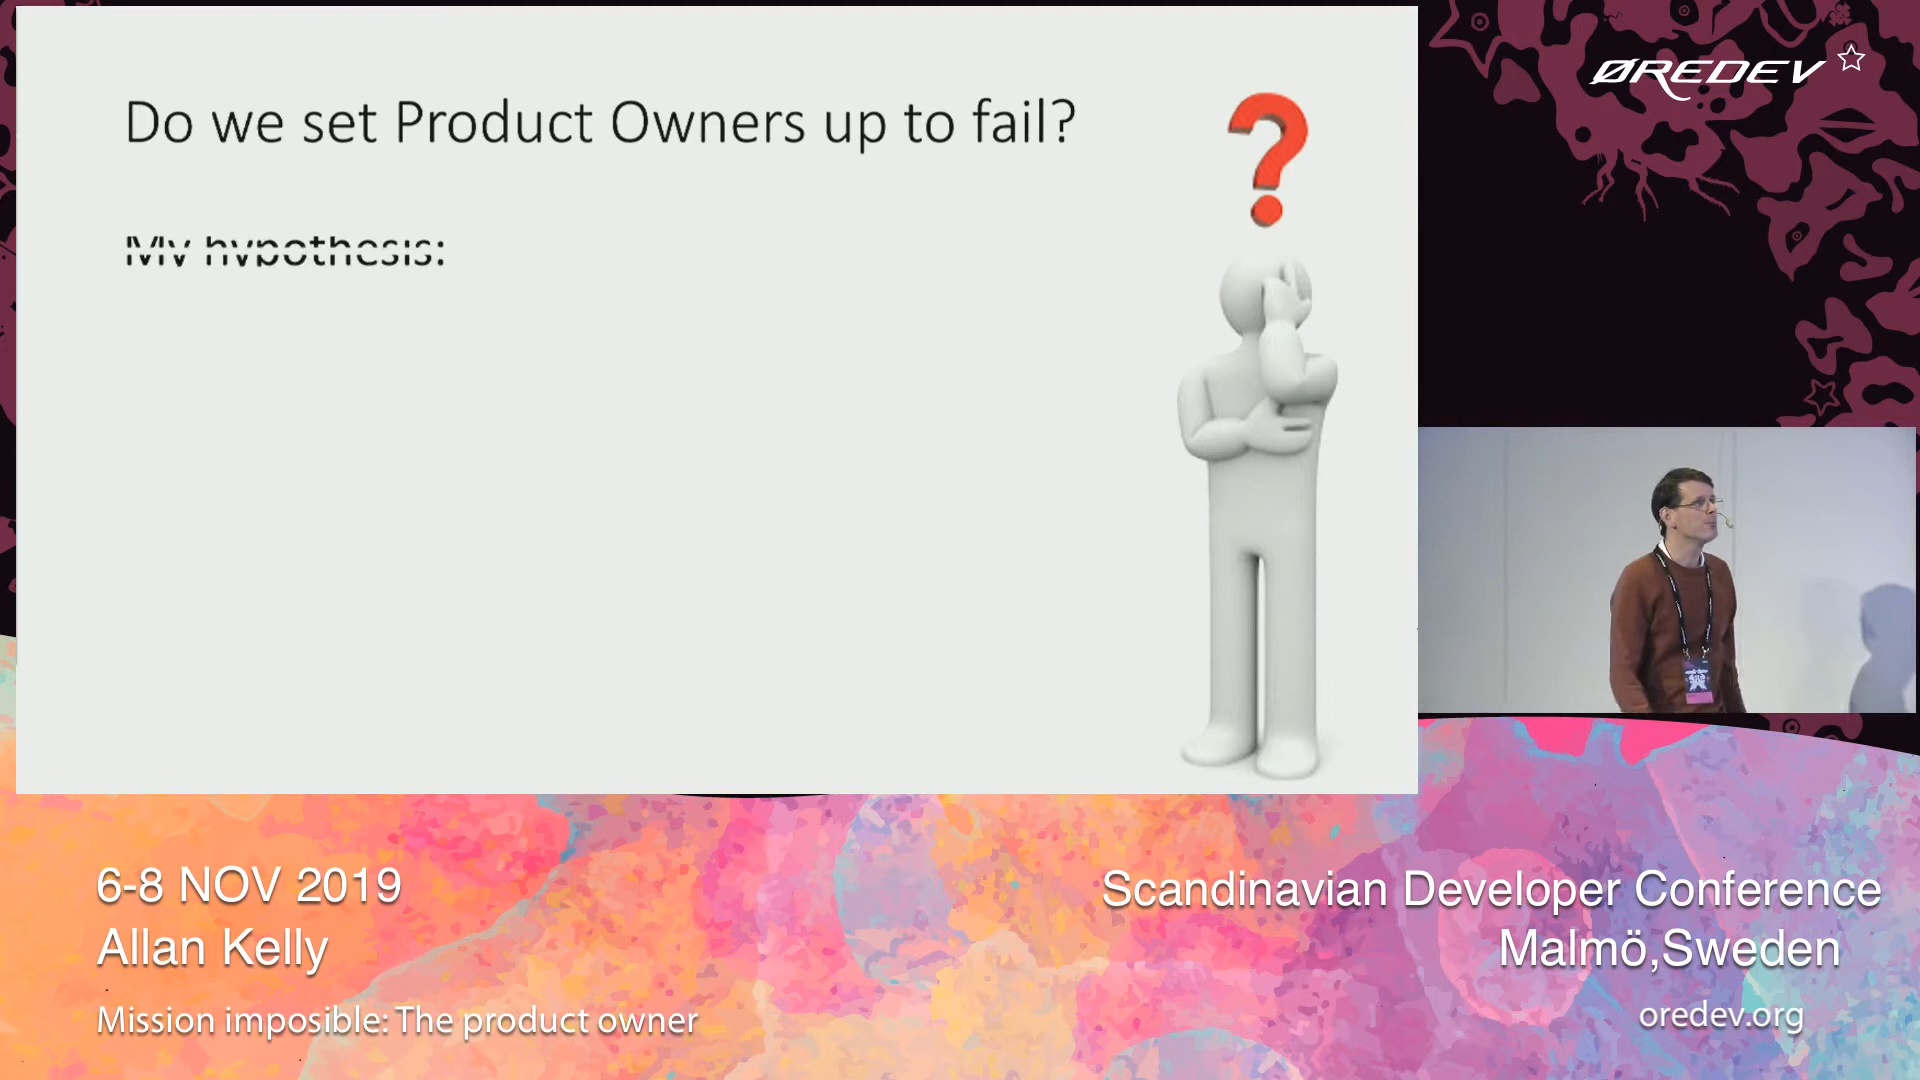 Do we set Product Owners up to fail?
My hypothesis:
?
ØREDEV
6-8 NOV 2019
Allan Kelly
Mission imposible: The product owner
Scandinavian Developer Conference
Malmö,Sweden
oredev.org